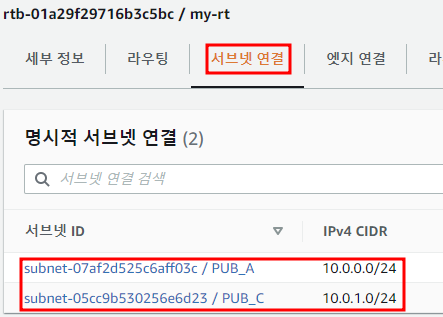 rtb-01a29f29716b3c5bc / my-rt
세부 정보 라우팅 서브넷 연결 엣지 연결 라
명시적 서브넷 연결 (2)
서브넷 연결 검색
서브넷 ID IPv4 CIDR
subnet-07af2d525c6aff03c / PUB_A 10.0.0.0/24
subnet-05cc9b530256e6d23 / PUB_C 10.0.1.0/24